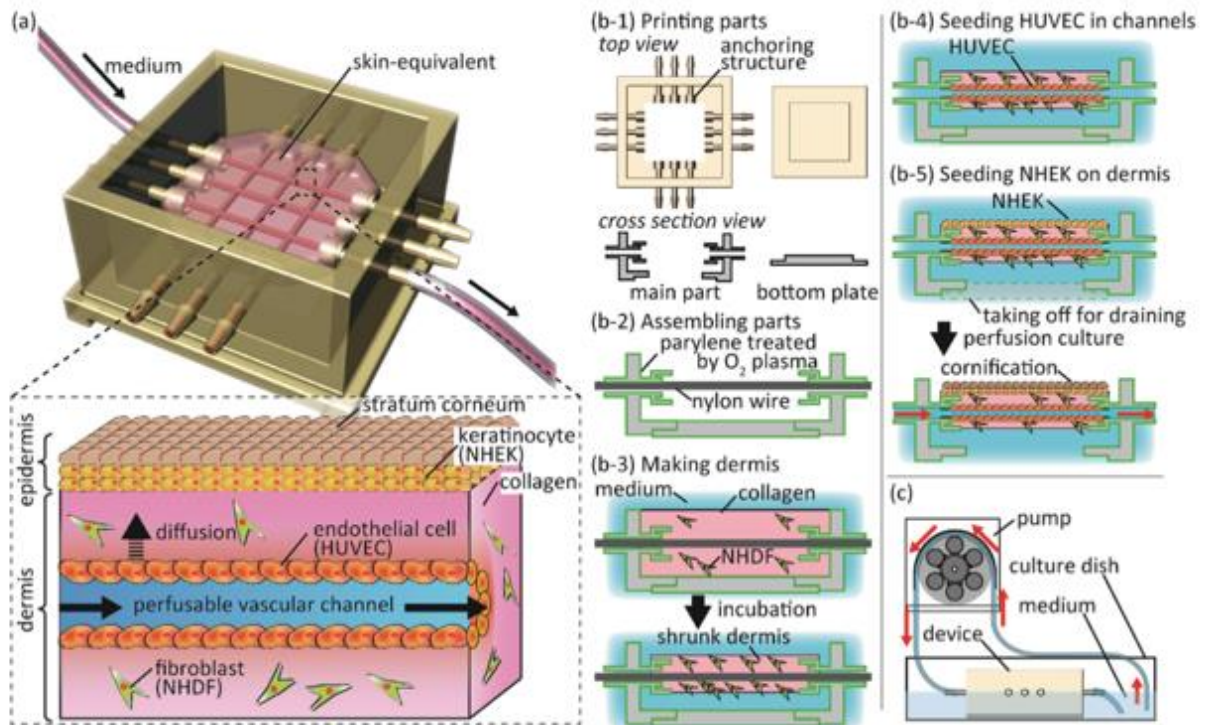 (a)
medium
skin-equivalent
stratum corneum
keratinocyte
(NHEK)
collagen
epidermis
dermis
diffusion
endothelial cell
(HUVEC)
perfusable vascular channel
fibroblast
(NHDF)
(b-1) Printing parts
top view
anchoring
structure
cross section view
main part
bottom plate
(b-2) Assembling parts
parylene treated
by O₂ plasma
nylon wire
(b-3) Making dermis
medium
collagen
NHDF
incubation
shrunk dermis
(b-4) Seeding HUVEC in channels
HUVEC
(b-5) Seeding NHEK on dermis
NHEK
taking off for draining
perfusion culture
cornification
(c)
pump
culture dish
medium
device